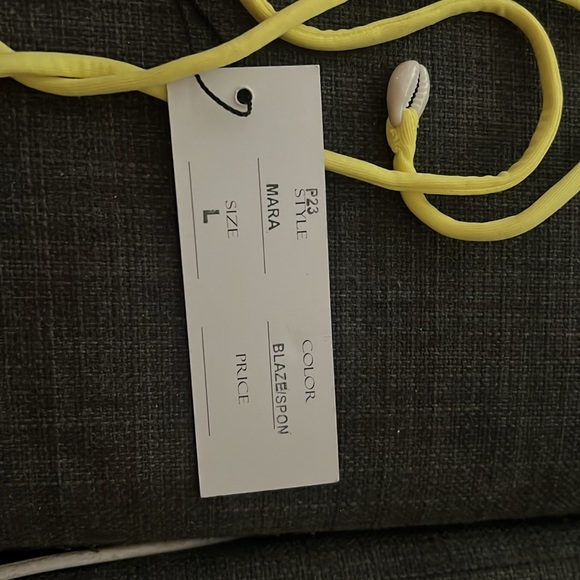 P23
STYLE COLOR
MARA BLAZE/SPON
SIZE PRICE
L